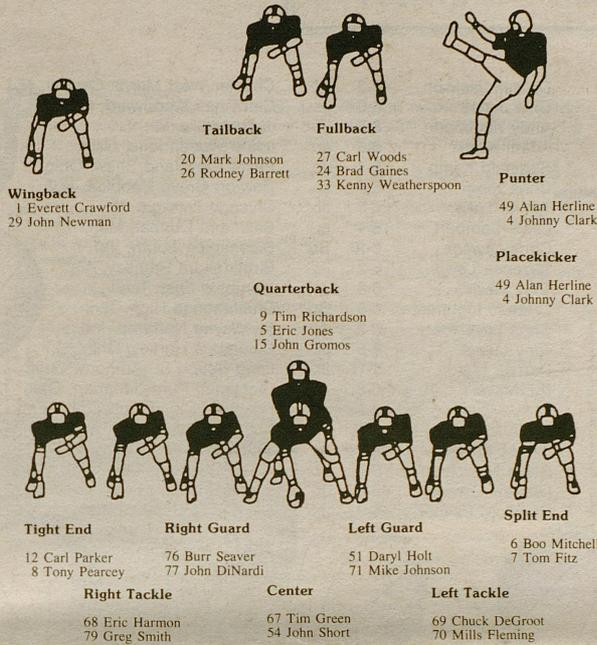 Tailback
20 Mark Johnson
26 Rodney Barrett
Fullback
27 Carl Woods
24 Brad Gaines
33 Kenny Weatherspoon
Wingback
1 Everett Crawford
29 John Newman
Punter
49 Alan Herline
4 Johnny Clark
Placekicker
49 Alan Herline
4 Johnny Clark
Quarterback
9 Tim Richardson
5 Eric Jones
15 John Gromos
Tight End
12 Carl Parker
8 Tony Pearcey
Right Guard
76 Burr Seaver
77 John DiNardi
Left Guard
51 Daryl Holt
71 Mike Johnson
Split End
6 Boo Mitchell
7 Tom Fitz
Right Tackle
68 Eric Harmon
79 Greg Smith
Center
67 Tim Green
54 John Short
Left Tackle
69 Chuck DeGroot
70 Mills Fleming